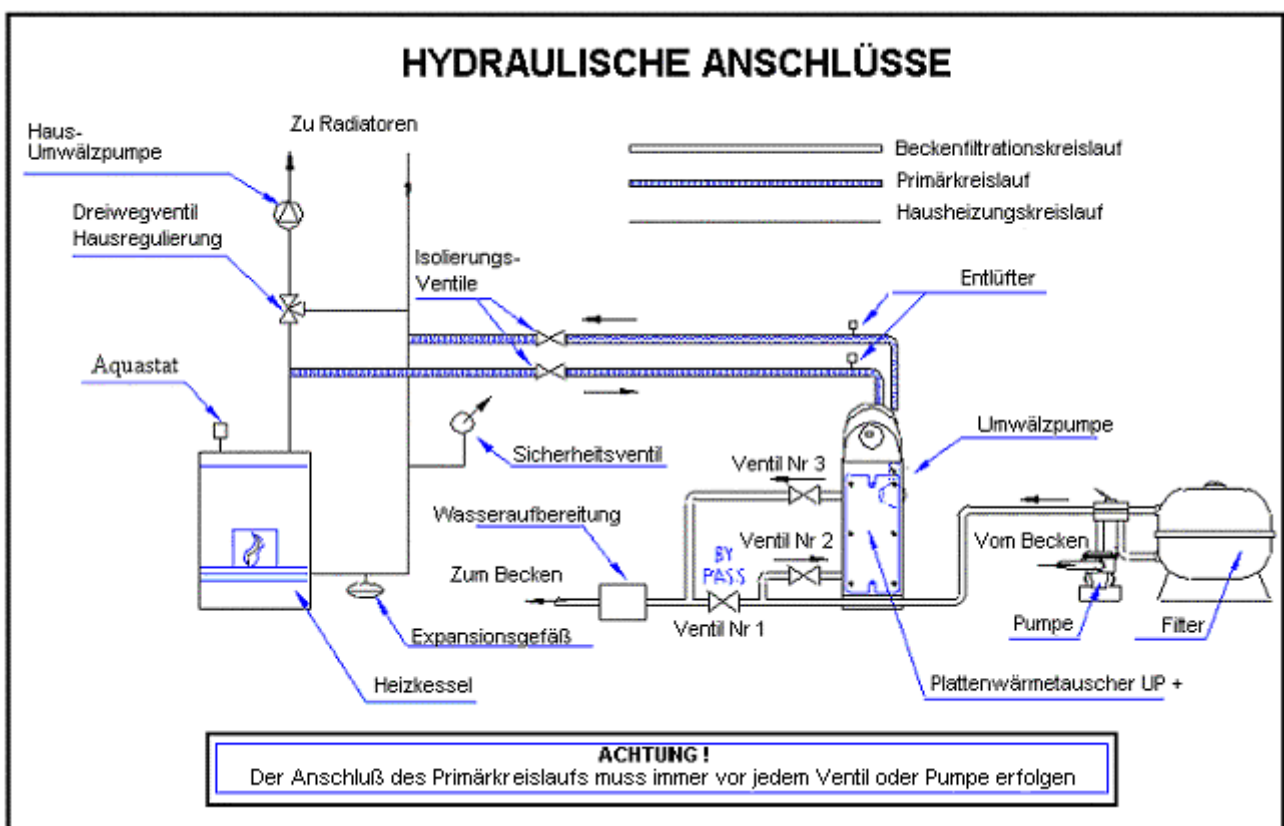 HYDRAULISCHE ANSCHLÜSSE
Haus-
Umwälzpumpe
Zu Radiatoren
Beckenfiltrationskreislauf
Primärkreislauf
Hausheizungskreislauf
Dreiwegventil
Hausregulierung
Isolierungs-
Ventile
Entlüfter
Aquastat
Sicherheitsventil
Umwälzpumpe
Ventil Nr 3
Wasseraufbereitung
Ventil Nr 2
Vom Becken
BY
PASS
Zum Becken
Ventil Nr 1
Pumpe
Filter
Expansionsgefäß
Heizkessel
Plattenwärmetauscher UP +
ACHTUNG !
Der Anschluß des Primärkreislaufs muss immer vor jedem Ventil oder Pumpe erfolgen